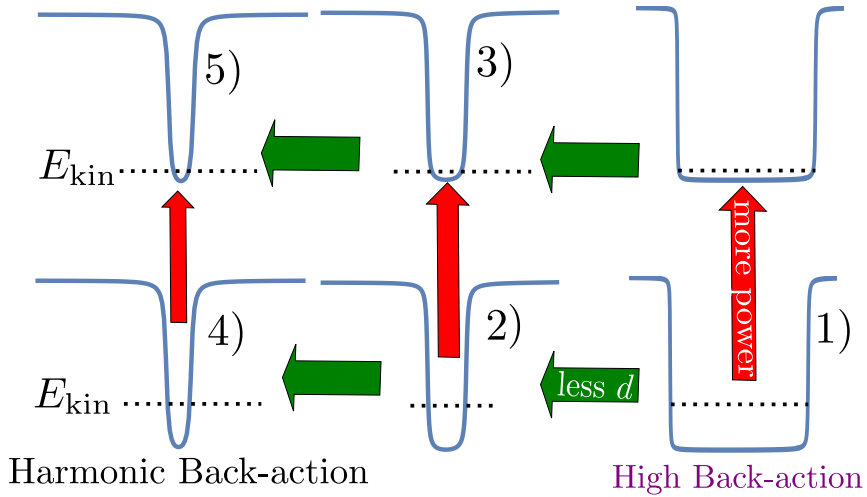 5)
3)
E_kin
more power
4)
2)
1)
E_kin
less d
Harmonic Back-action
High Back-action